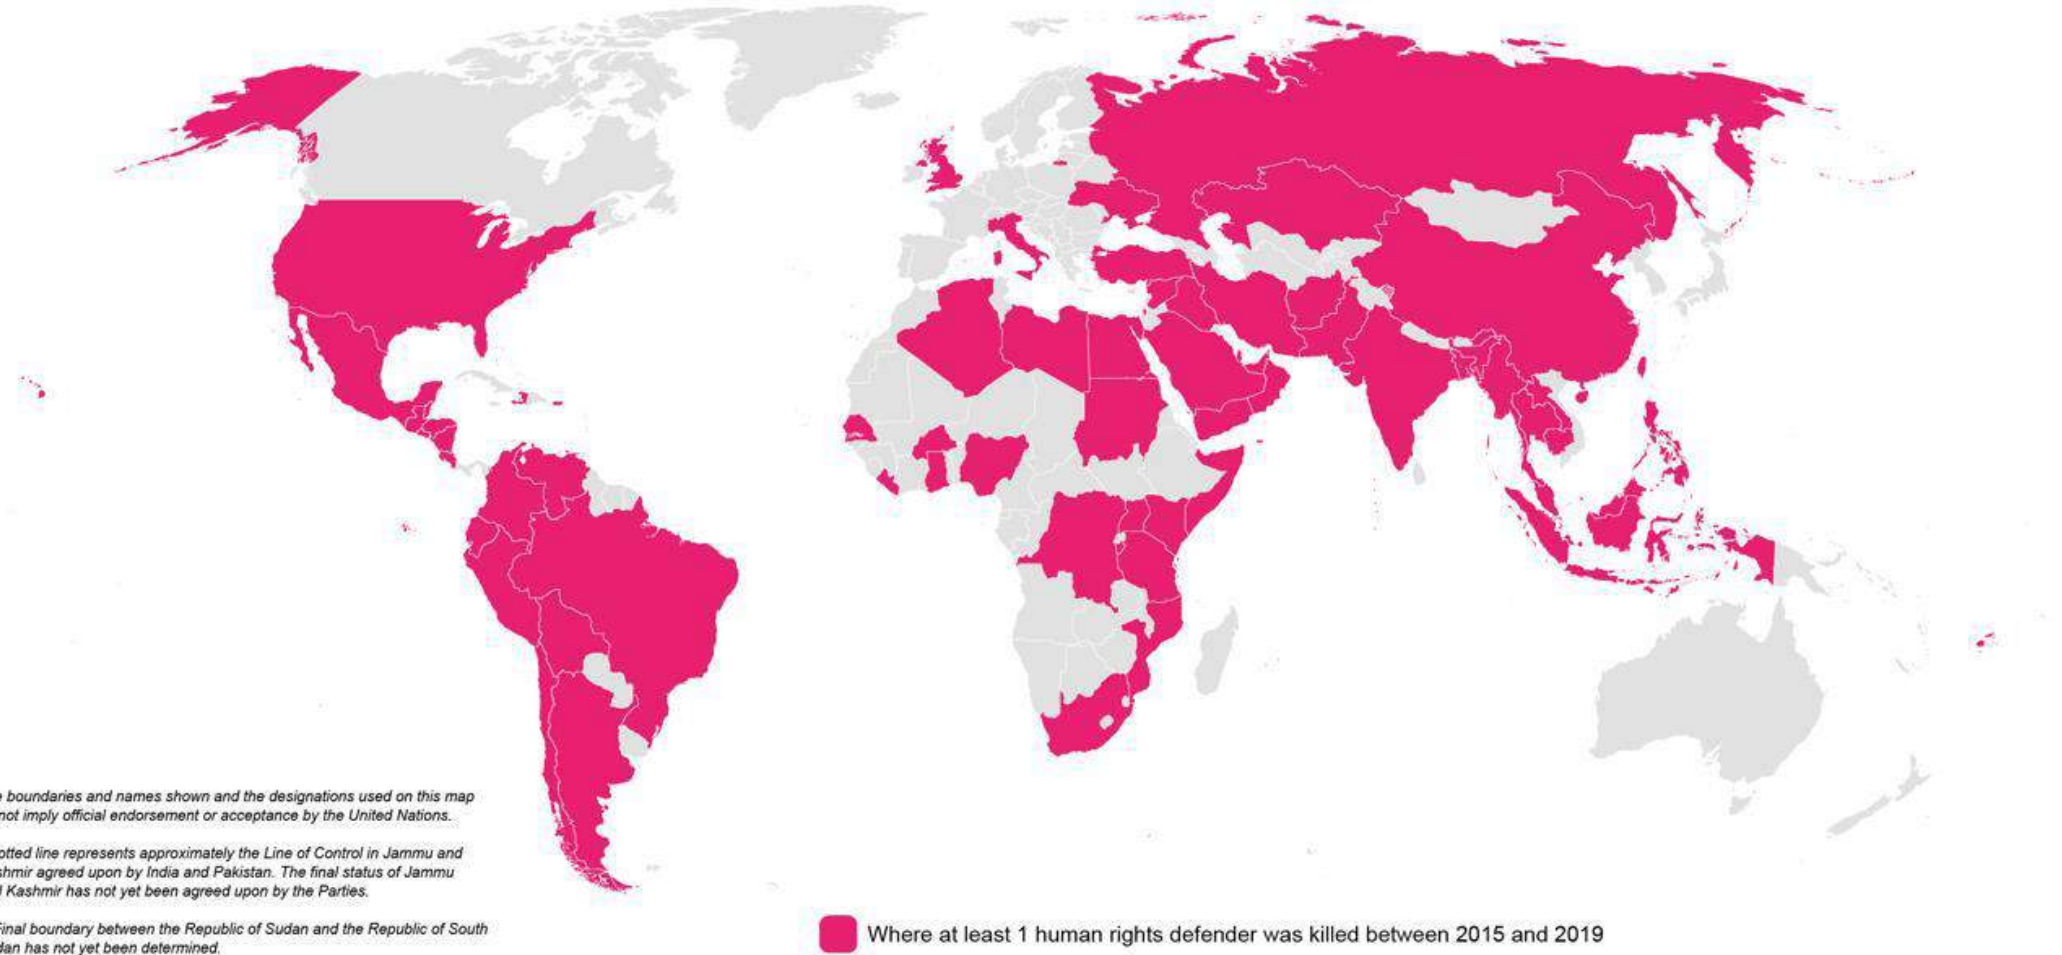 boundaries and names shown and the designations used on this map
not imply official endorsement or acceptance by the United Nations.
line represents approximately the Line of Control in Jammu and
agreed upon by India and Pakistan. The final status of Jammu
Kashmir has not yet been agreed upon by the Parties.
Final boundary between the Republic of Sudan and the Republic of South
has not yet been determined.
Where at least 1 human rights defender was killed between 2015 and 2019